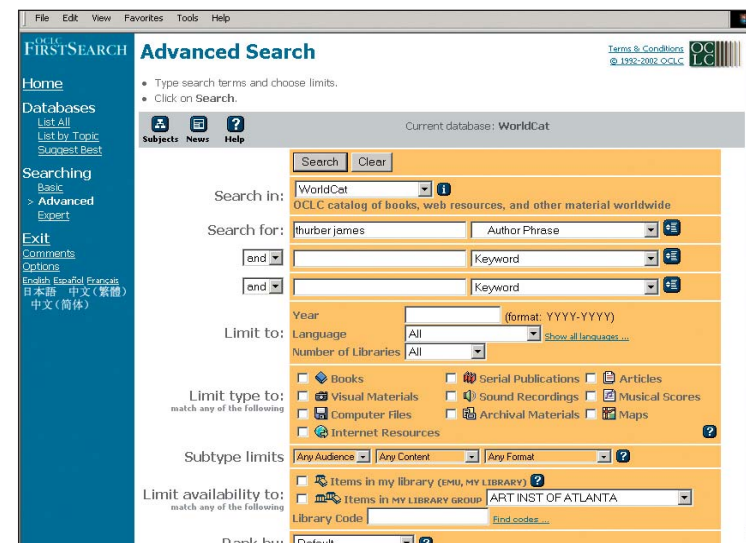 File Edit View Favorites Tools Help
OCLC
FIRSTSEARCH
Advanced Search
Terms & Conditions
© 1992-2002 OCLC
OCLC
Home
• Type search terms and choose limits.
• Click on Search.
Databases
List All
List by Topic
Suggest Best
Subjects News Help
Current database: WorldCat
Searching
Basic
> Advanced
Expert
Exit
Comments
Options
English Español Français
日本語 中文(繁體)
中文(简体)
Search Clear
Search in: WorldCat
OCLC catalog of books, web resources, and other material worldwide
Search for: thurber james Author Phrase
and Keyword
and Keyword
Limit to:
Year (format: YYYY-YYYY)
Language All Show all languages ...
Number of Libraries All
Limit type to:
match any of the following
Books Serial Publications Articles
Visual Materials Sound Recordings Musical Scores
Computer Files Archival Materials Maps
Internet Resources
Subtype limits Any Audience Any Content Any Format
Limit availability to:
match any of the following
Items in my library (EMU, MY LIBRARY)
Items in MY LIBRARY GROUP ART INST OF ATLANTA
Library Code Find codes ...
Rank by: Default